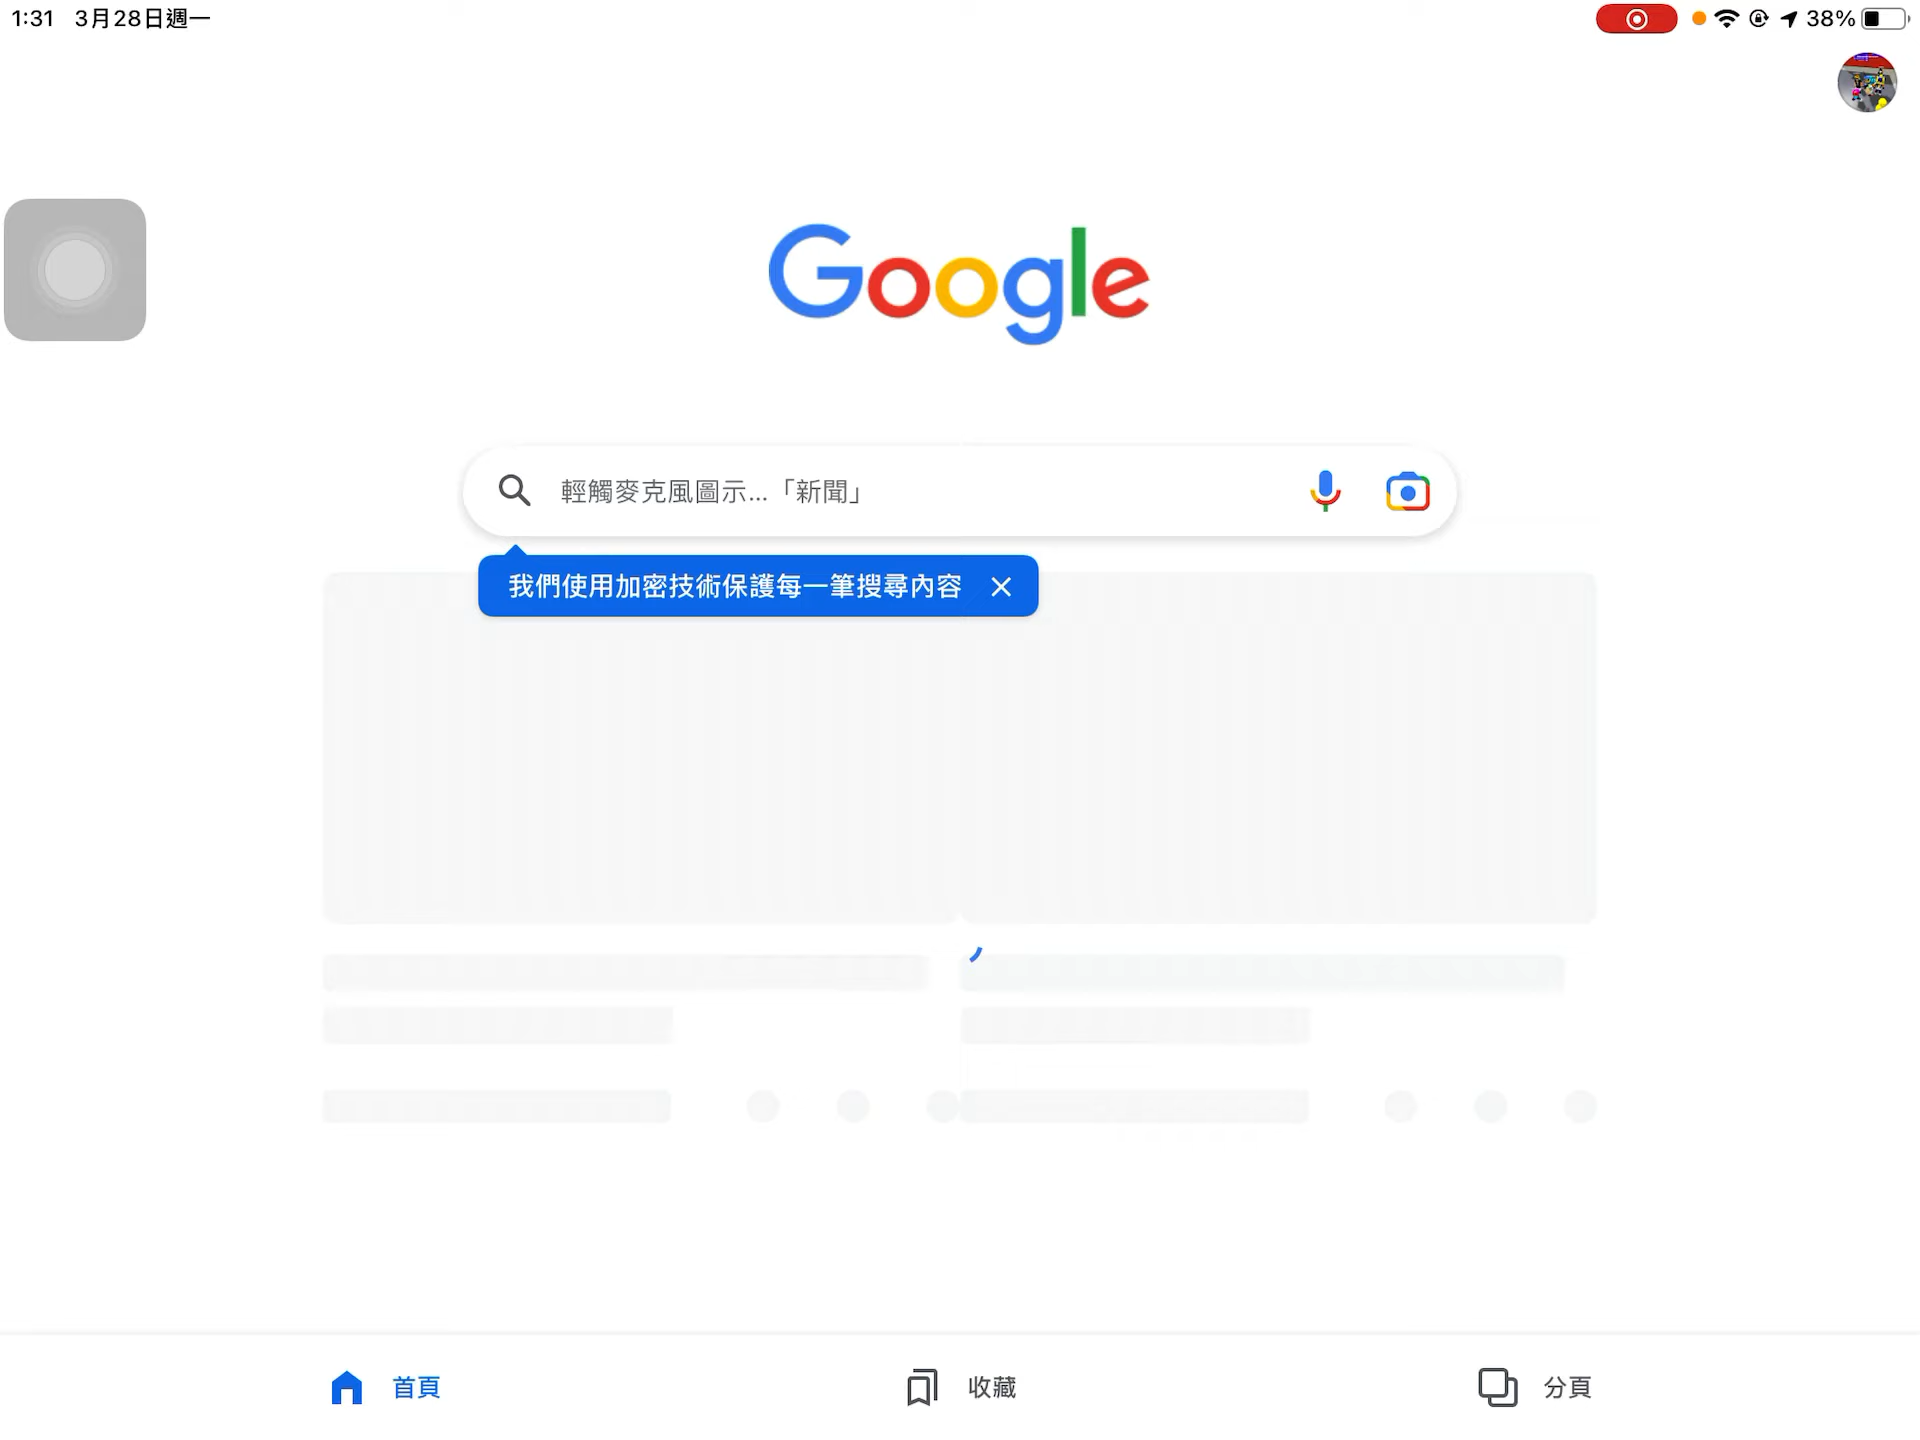 1:31 3月28日週一
38%
Google
輕觸麥克風圖示...「新聞」
我們使用加密技術保護每一筆搜尋內容
首頁
收藏
分頁